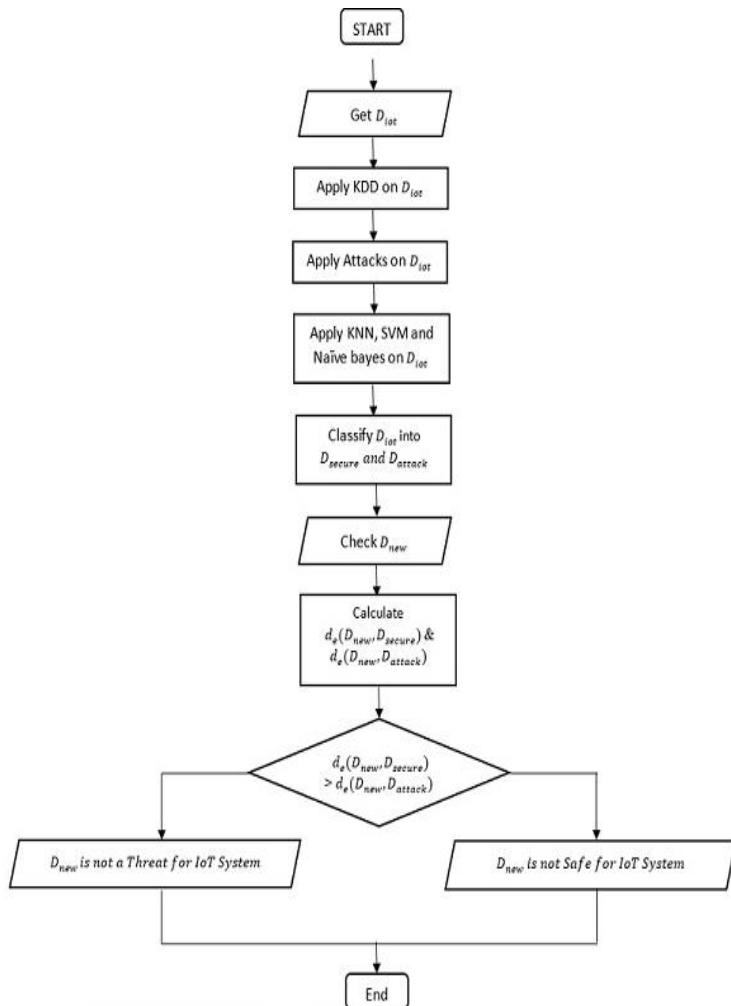 START
Get D_iot
Apply KDD on D_iot
Apply Attacks on D_iot
Apply KNN, SVM and
Naïve bayes on D_iot
Classify D_iot into
D_secure and D_attack
Check D_new
Calculate
d_e(D_new, D_secure) &
d_e(D_new, D_attack)
d_e(D_new, D_secure)
> d_e(D_new, D_attack)
D_new is not a Threat for IoT System
D_new is not Safe for IoT System
End